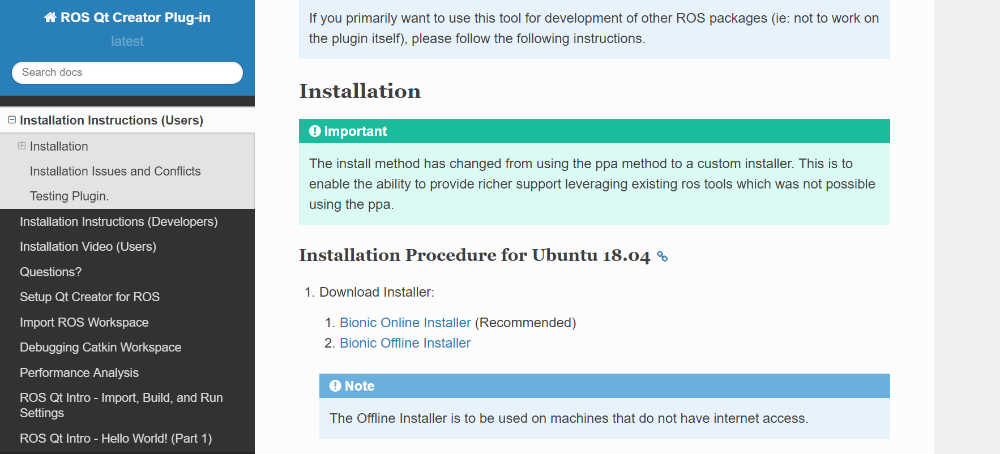 ROS Qt Creator Plug-in
latest
Search docs
Installation Instructions (Users)
Installation
Installation Issues and Conflicts
Testing Plugin.
Installation Instructions (Developers)
Installation Video (Users)
Questions?
Setup Qt Creator for ROS
Import ROS Workspace
Debugging Catkin Workspace
Performance Analysis
ROS Qt Intro - Import, Build, and Run
Settings
ROS Qt Intro - Hello World! (Part 1)
If you primarily want to use this tool for development of other ROS packages (ie: not to work on
the plugin itself), please follow the following instructions.
Installation
Important
The install method has changed from using the ppa method to a custom installer. This is to
enable the ability to provide richer support leveraging existing ros tools which was not possible
using the ppa.
Installation Procedure for Ubuntu 18.04
1. Download Installer:
1. Bionic Online Installer (Recommended)
2. Bionic Offline Installer
Note
The Offline Installer is to be used on machines that do not have internet access.